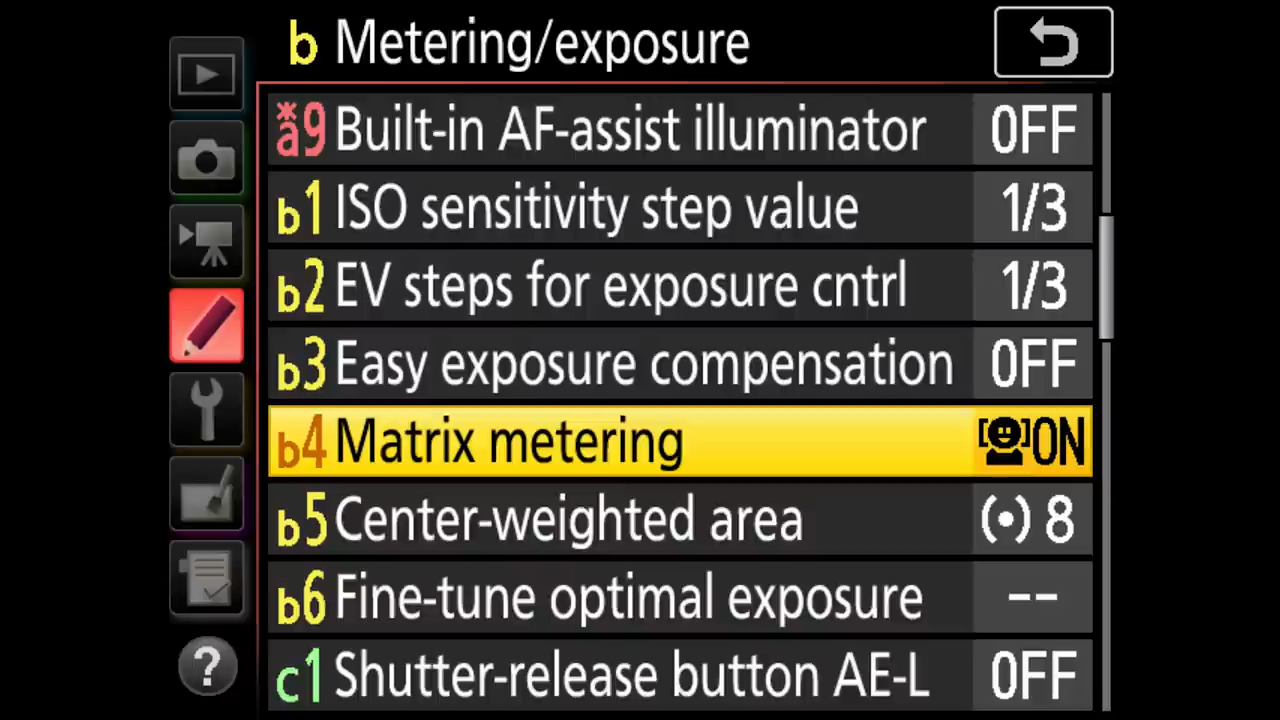 b Metering/exposure
*a9 Built-in AF-assist illuminator OFF
b1 ISO sensitivity step value 1/3
b2 EV steps for exposure cntrl 1/3
b3 Easy exposure compensation OFF
b4 Matrix metering ON
b5 Center-weighted area (•) 8
b6 Fine-tune optimal exposure --
c1 Shutter-release button AE-L OFF
?